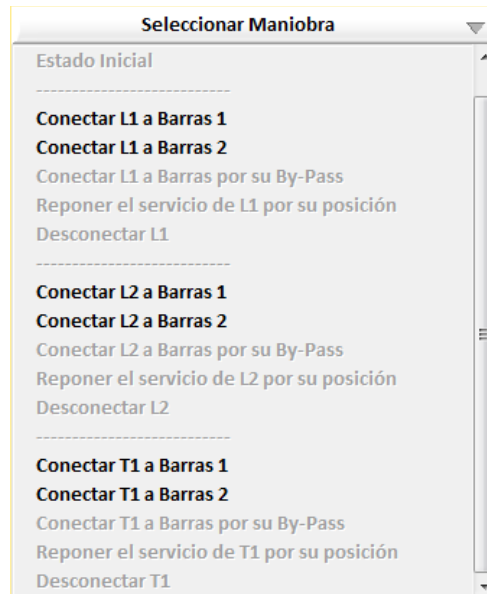 Seleccionar Maniobra
Estado Inicial
---------------------------
Conectar L1 a Barras 1
Conectar L1 a Barras 2
Conectar L1 a Barras por su By-Pass
Reponer el servicio de L1 por su posición
Desconectar L1
---------------------------
Conectar L2 a Barras 1
Conectar L2 a Barras 2
Conectar L2 a Barras por su By-Pass
Reponer el servicio de L2 por su posición
Desconectar L2
---------------------------
Conectar T1 a Barras 1
Conectar T1 a Barras 2
Conectar T1 a Barras por su By-Pass
Reponer el servicio de T1 por su posición
Desconectar T1